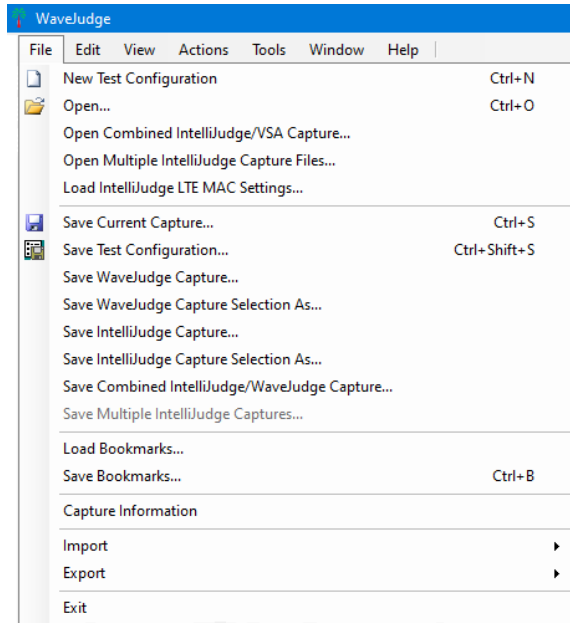 WaveJudge
File Edit View Actions Tools Window Help
New Test Configuration Ctrl+N
Open... Ctrl+O
Open Combined IntelliJudge/VSA Capture...
Open Multiple IntelliJudge Capture Files...
Load IntelliJudge LTE MAC Settings...
Save Current Capture... Ctrl+S
Save Test Configuration... Ctrl+Shift+S
Save WaveJudge Capture...
Save WaveJudge Capture Selection As...
Save IntelliJudge Capture...
Save IntelliJudge Capture Selection As...
Save Combined IntelliJudge/WaveJudge Capture...
Save Multiple IntelliJudge Captures...
Load Bookmarks...
Save Bookmarks... Ctrl+B
Capture Information
Import
Export
Exit